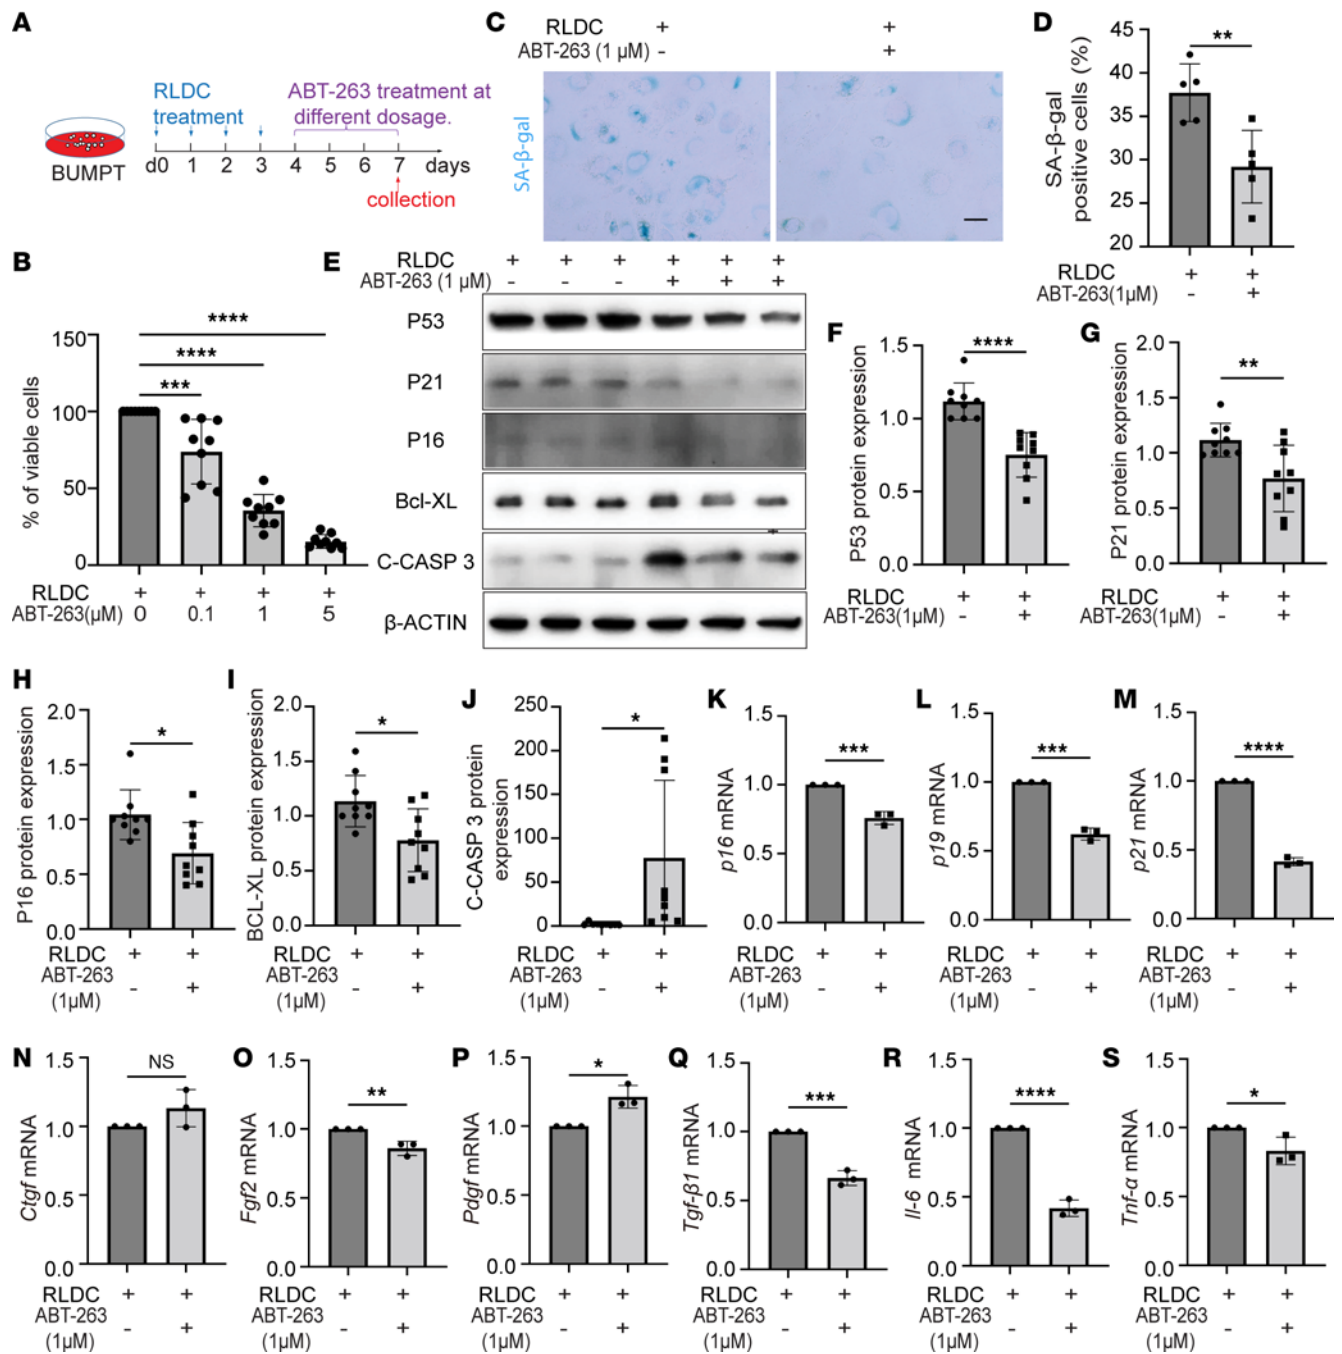 A
RLDC
treatment
ABT-263 treatment at
different dosage.
BUMPT
d0 1 2 3 4 5 6 7 days
collection
C
RLDC + +
ABT-263 (1 µM) - +
SA-β-gal
D
SA-β-gal
positive cells (%)
45
40
35
30
25
20
**
RLDC + +
ABT-263(1µM) - +
B
% of viable cells
150
100
50
0
****
****
***
RLDC + + + +
ABT-263(µM) 0 0.1 1 5
E
RLDC + + + + + +
ABT-263 (1 µM) - - - + + +
P53
P21
P16
Bcl-XL
C-CASP 3
β-ACTIN
F
P53 protein expression
1.5
1.0
0.5
0.0
****
RLDC + +
ABT-263(1µM) - +
G
P21 protein expression
2.0
1.5
1.0
0.5
0.0
**
RLDC + +
ABT-263(1µM) - +
H
P16 protein expression
2.0
1.5
1.0
0.5
0.0
*
RLDC + +
ABT-263
(1µM) - +
I
BCL-XL protein expression
2.0
1.5
1.0
0.5
0.0
*
RLDC + +
ABT-263
(1µM) - +
J
C-CASP 3 protein
expression
250
200
150
100
50
0
*
RLDC + +
ABT-263
(1µM) - +
K
p16 mRNA
1.5
1.0
0.5
0.0
***
RLDC + +
ABT-263
(1µM) - +
L
p19 mRNA
1.5
1.0
0.5
0.0
***
RLDC + +
ABT-263
(1µM) - +
M
p21 mRNA
1.5
1.0
0.5
0.0
****
RLDC + +
ABT-263
(1µM) - +
N
Ctgf mRNA
1.5
1.0
0.5
0.0
NS
RLDC + +
ABT-263
(1µM) - +
O
Fgf2 mRNA
1.5
1.0
0.5
0.0
**
RLDC + +
ABT-263
(1µM) - +
P
Pdgf mRNA
1.5
1.0
0.5
0.0
*
RLDC + +
ABT-263
(1µM) - +
Q
Tgf-β1 mRNA
1.5
1.0
0.5
0.0
***
RLDC + +
ABT-263
(1µM) - +
R
Il-6 mRNA
1.5
1.0
0.5
0.0
****
RLDC + +
ABT-263
(1µM) - +
S
Tnf-α mRNA
1.5
1.0
0.5
0.0
*
RLDC + +
ABT-263
(1µM) - +